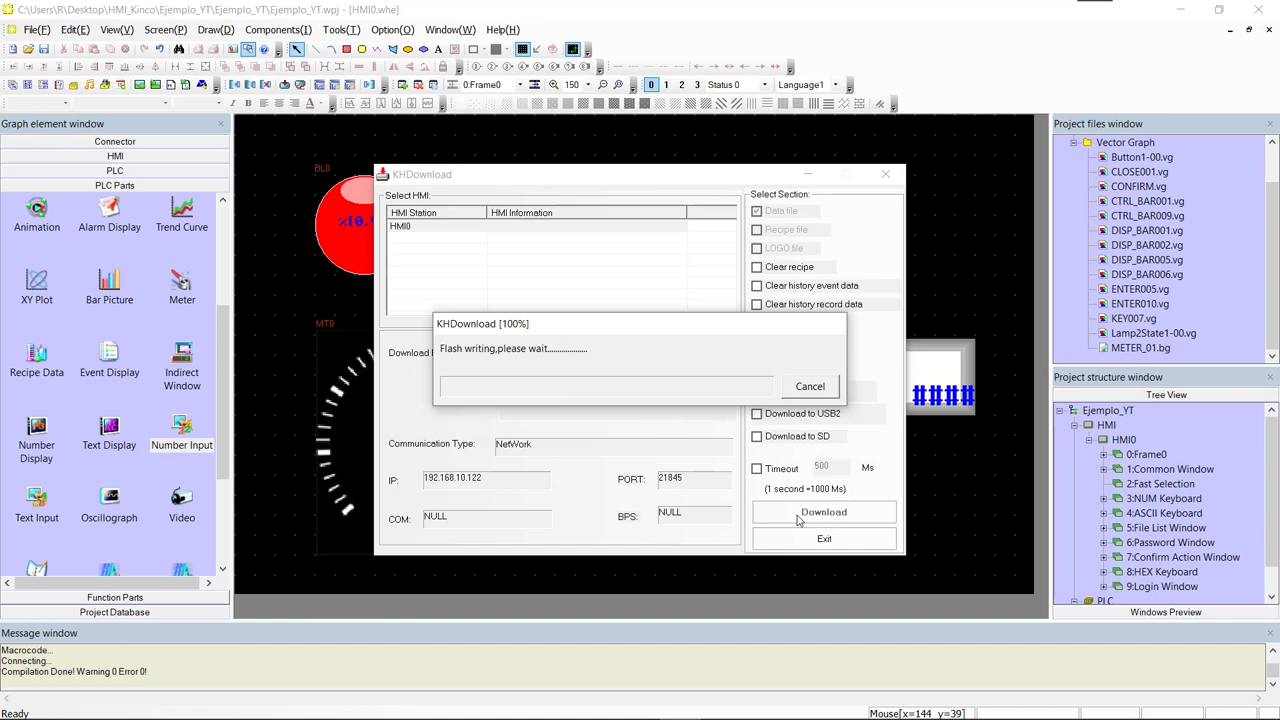 C:\Users\R\Desktop\HMI_Kinco\Ejemplo_YT\Ejemplo_YT\Ejemplo_YT.wpj - [HMI0.whe]
File(F) Edit(E) View(V) Screen(P) Draw(D) Components(I) Tools(T) Option(O) Window(W) Help(H)
0:Frame0 150 0 1 2 3 Status 0 Language1
Graph element window
Connector
HMI
PLC
PLC Parts
Animation Alarm Display Trend Curve
XY Plot Bar Picture Meter
Recipe Data Event Display Indirect Window
Number Display Text Display Number Input
Text Input Oscillograph Video
Function Parts
Project Database
BL0
MT0
####
KHDownload
Select HMI:
HMI Station HMI Information
HMI0
Communication Type: NetWork
IP: 192.168.10.122 PORT: 21845
COM: NULL BPS: NULL
Select Section:
Data file
Recipe file
LOGO file
Clear recipe
Clear history event data
Clear history record data
Download to USB2
Download to SD
Timeout 500 Ms
(1 second =1000 Ms)
Download
Exit
KHDownload [100%]
Flash writing,please wait...................
Cancel
Project files window
Vector Graph
Button1-00.vg
CLOSE001.vg
CONFIRM.vg
CTRL_BAR001.vg
CTRL_BAR009.vg
DISP_BAR001.vg
DISP_BAR002.vg
DISP_BAR005.vg
DISP_BAR006.vg
ENTER005.vg
ENTER010.vg
KEY007.vg
Lamp2State1-00.vg
METER_01.bg
Project structure window
Tree View
Ejemplo_YT
HMI
HMI0
0:Frame0
1:Common Window
2:Fast Selection
3:NUM Keyboard
4:ASCII Keyboard
5:File List Window
6:Password Window
7:Confirm Action Window
8:HEX Keyboard
9:Login Window
PLC
Windows Preview
Message window
Macrocode...
Connecting...
Compilation Done! Warning 0 Error 0!
Ready
Mouse[x=144 y=39]